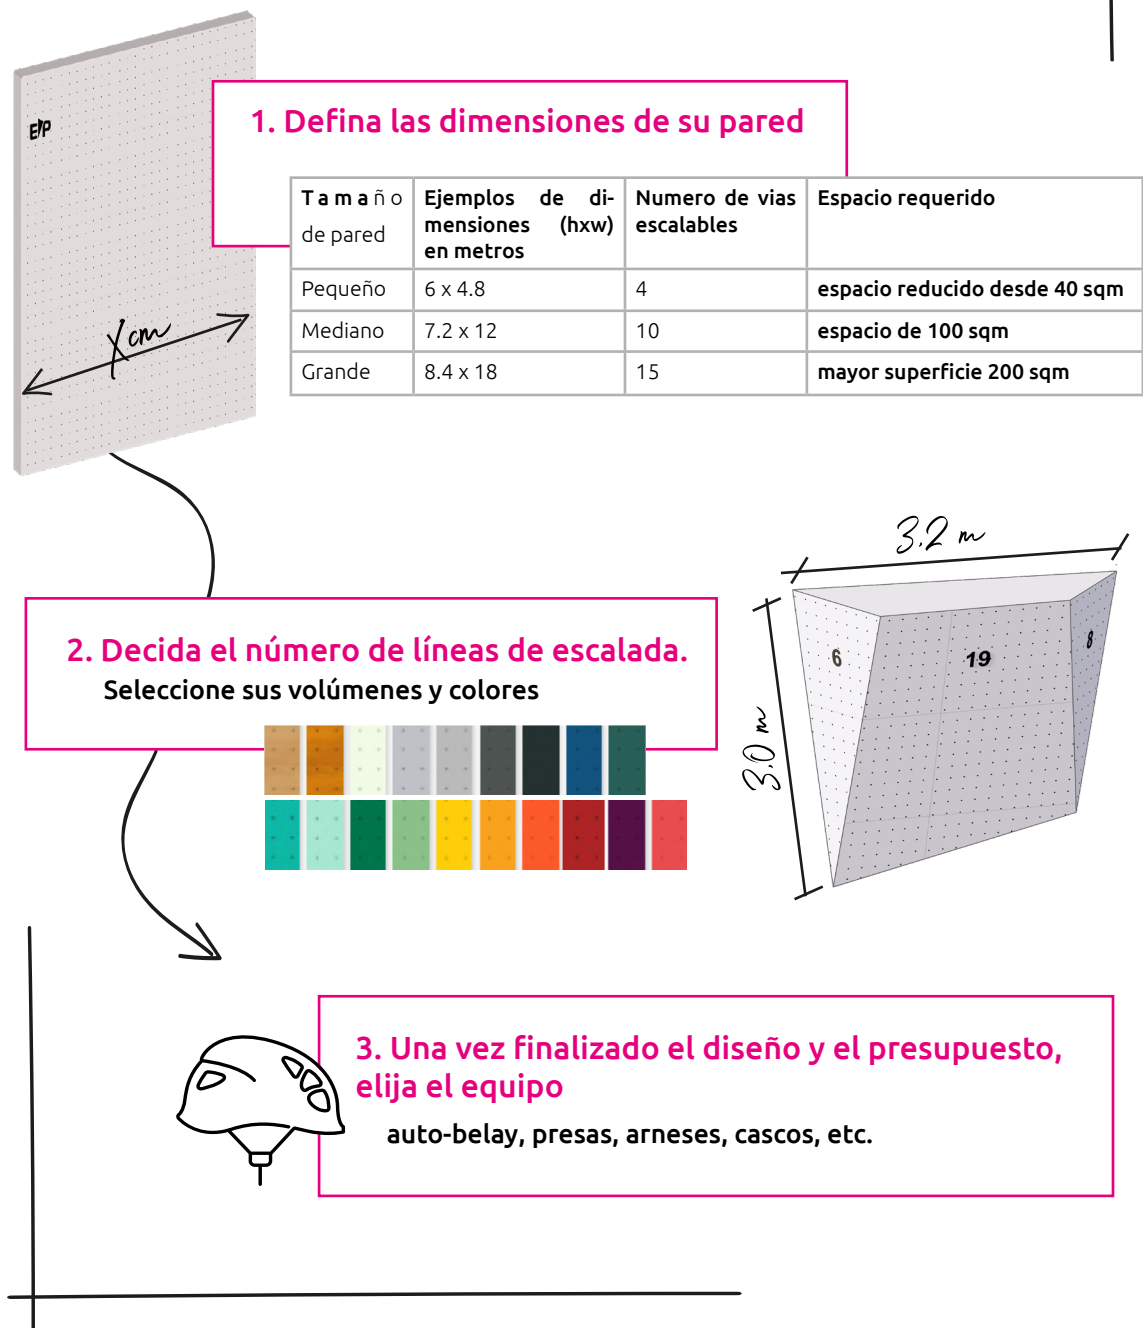 EP
1. Defina las dimensiones de su pared
Tamaño
de pared
Ejemplos de di-
mensiones (hxw)
en metros
Numero de vias
escalables
Espacio requerido
Pequeño 6 x 4.8 4 espacio reducido desde 40 sqm
Mediano 7.2 x 12 10 espacio de 100 sqm
Grande 8.4 x 18 15 mayor superficie 200 sqm
X cm
3.2 m
3.0 m
6 19 8
2. Decida el número de líneas de escalada.
Seleccione sus volúmenes y colores
3. Una vez finalizado el diseño y el presupuesto,
elija el equipo
auto-belay, presas, arneses, cascos, etc.